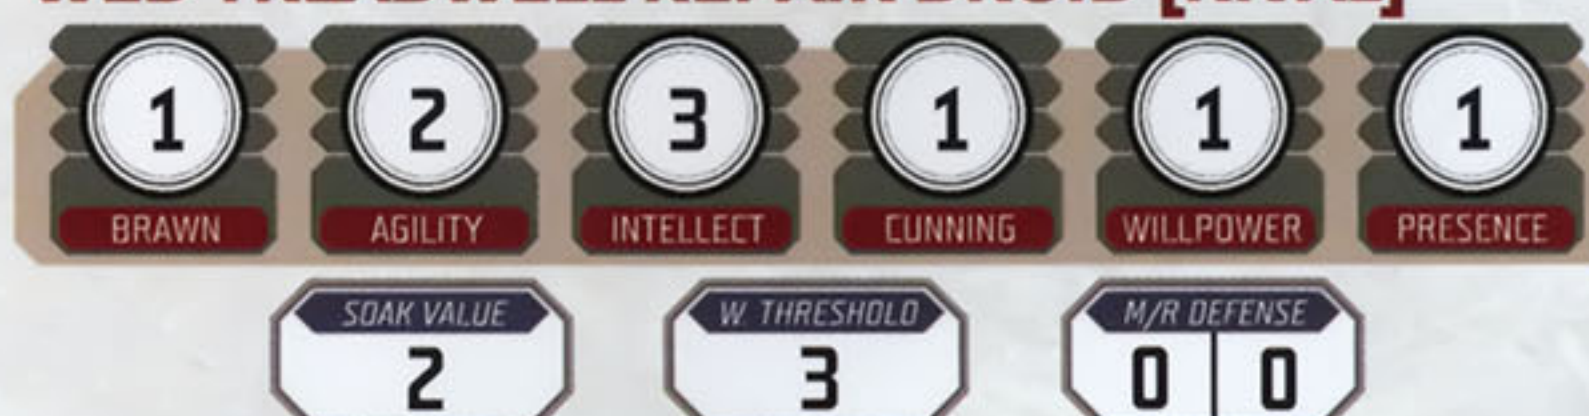 1 2 3 1 1 1
BRAWN AGILITY INTELLECT CUNNING WILLPOWER PRESENCE
SOAK VALUE W. THRESHOLD M/R DEFENSE
2 3 0 0